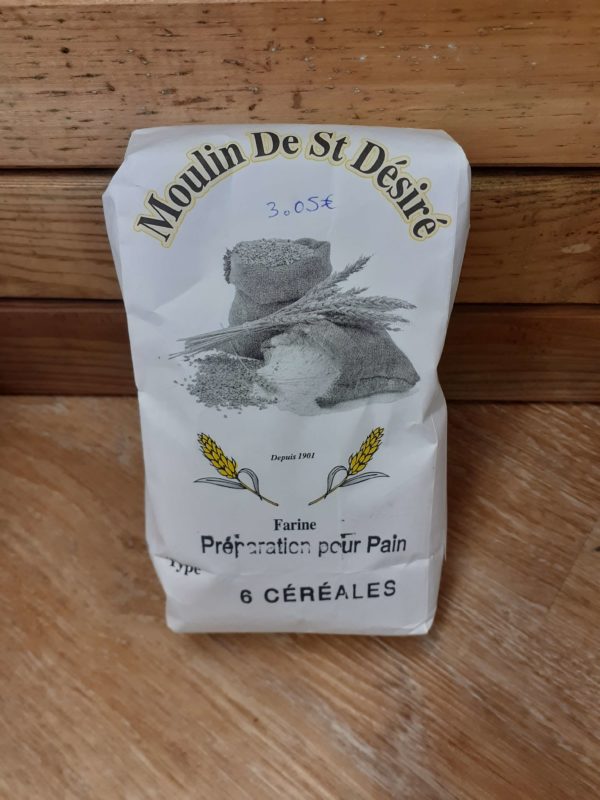 Moulin De St Désiré
3.05€
Depuis 1901
Farine
Préparation pour Pain
Type
6 CÉRÉALES